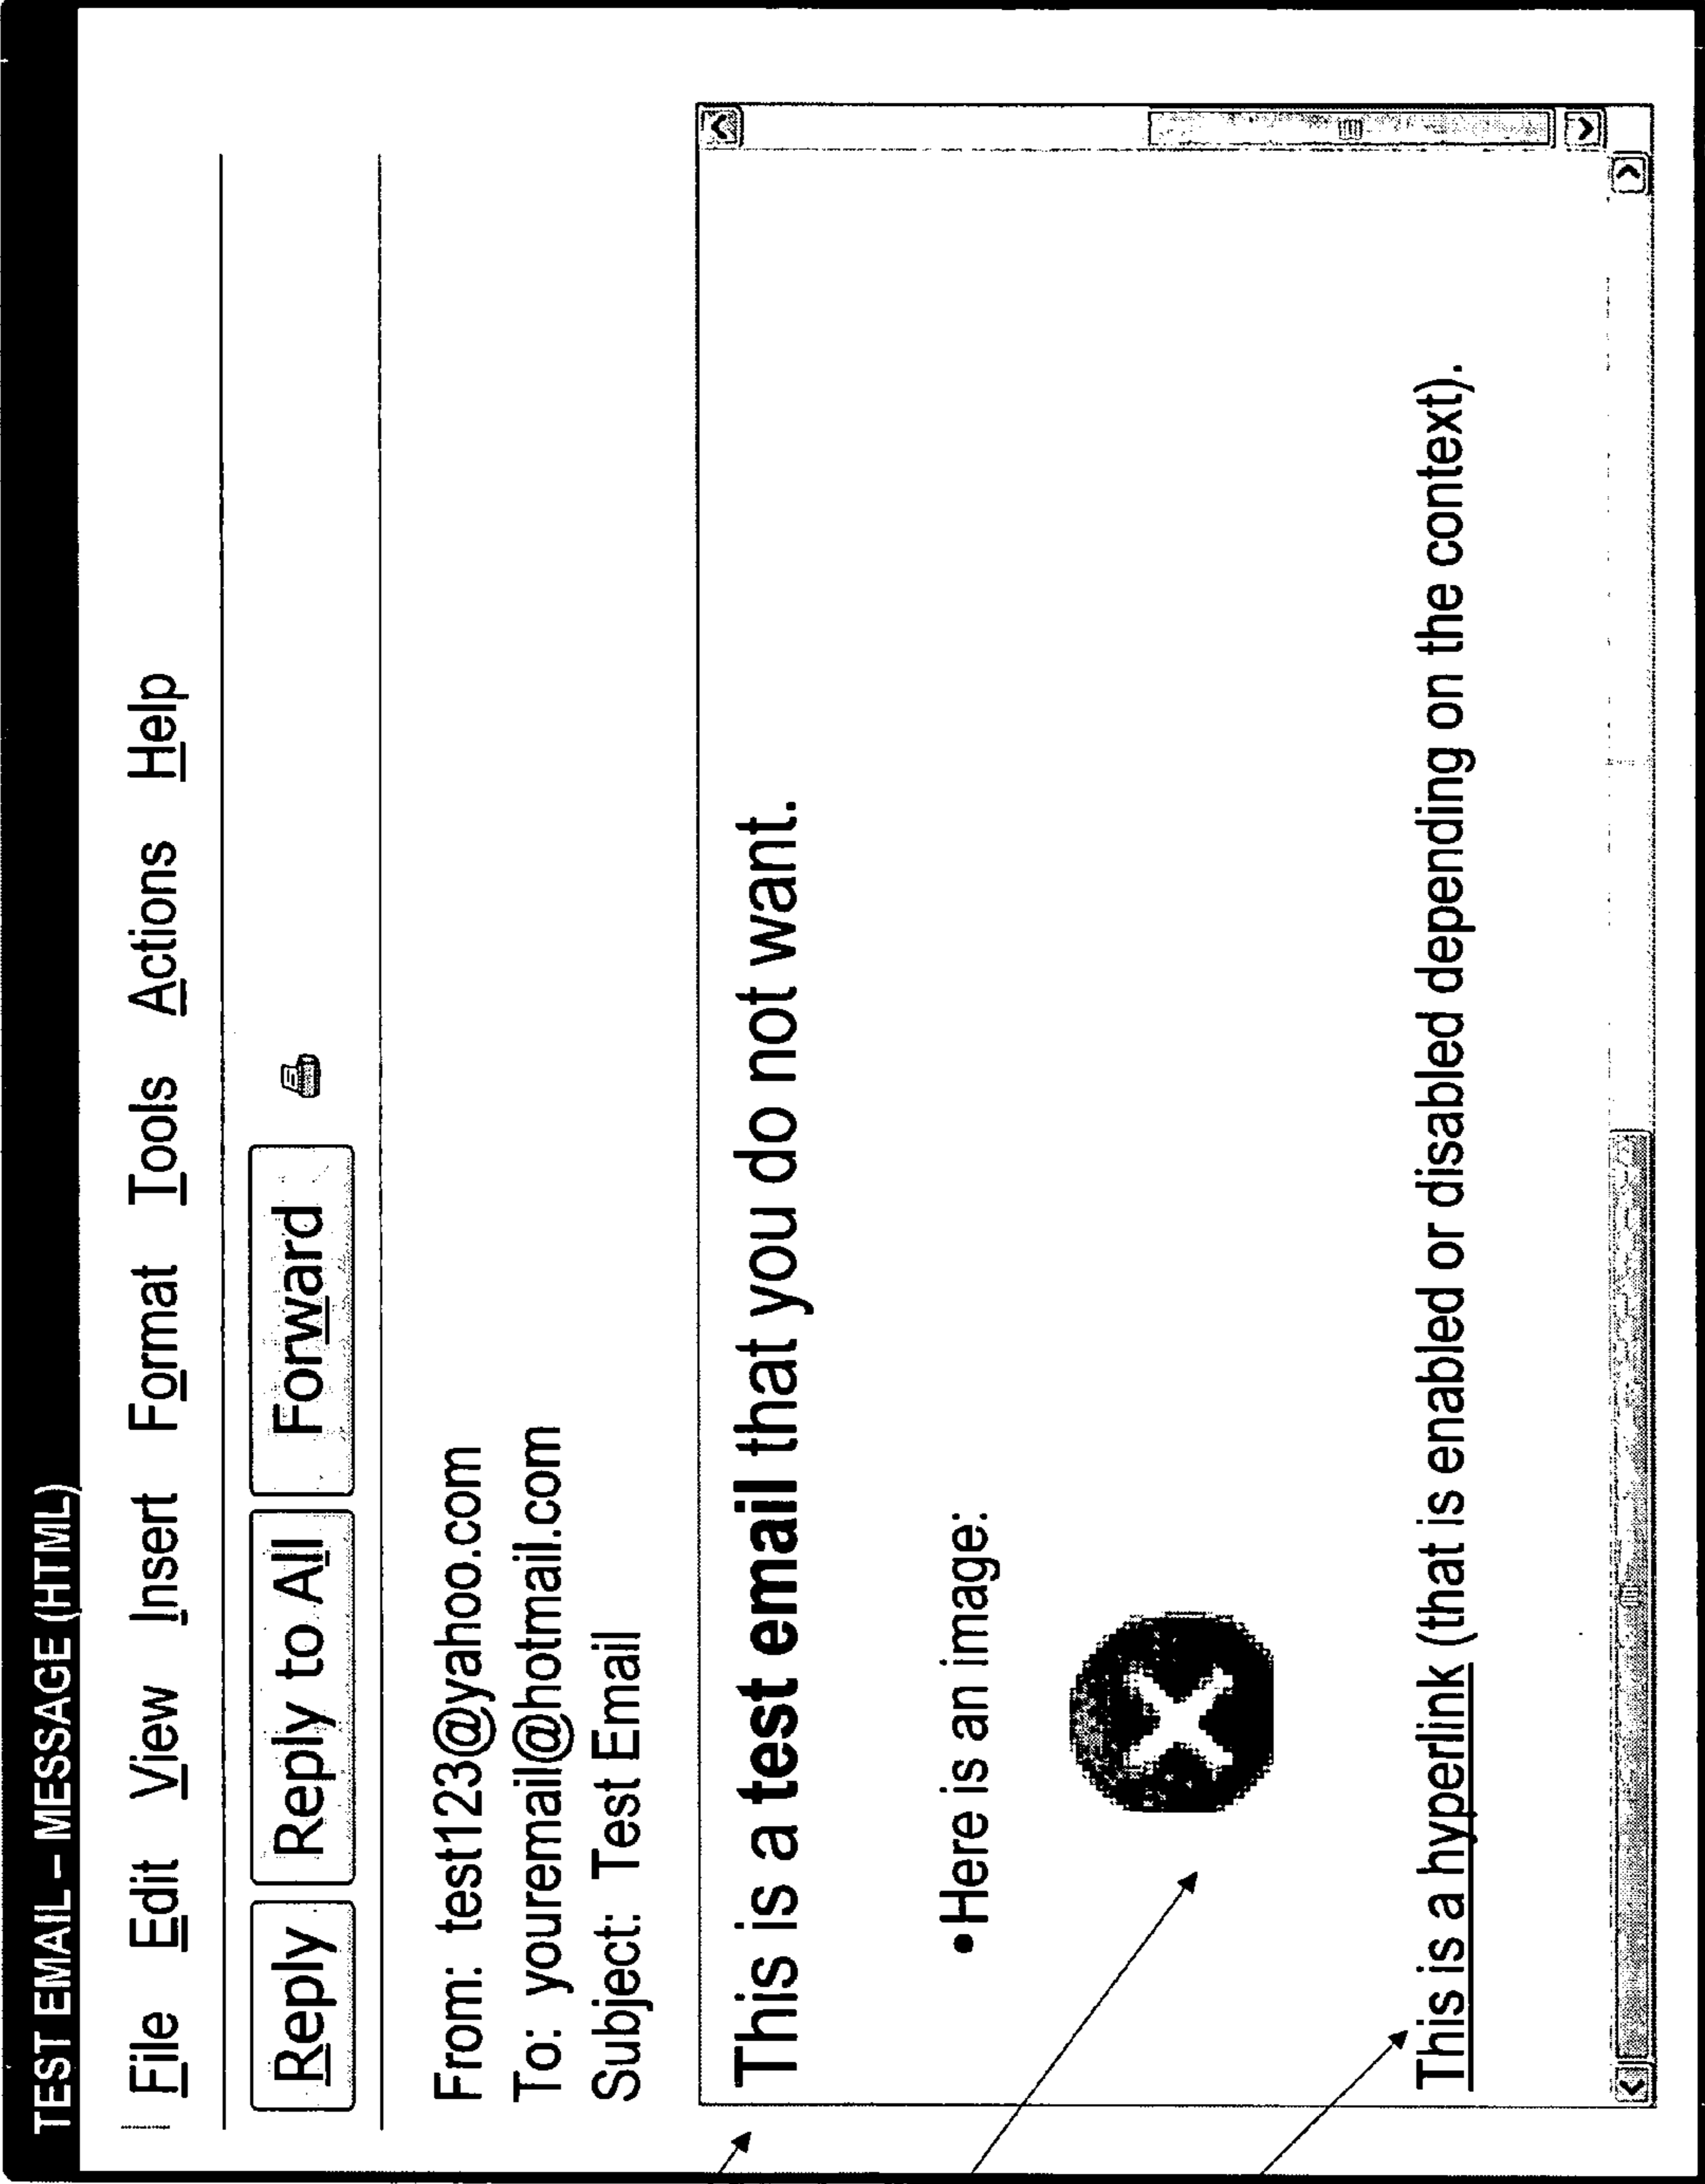 TEST EMAIL – MESSAGE (HTML)
File Edit View Insert Format Tools Actions Help
Reply Reply to All Forward
From: test123@yahoo.com
To: youremail@hotmail.com
Subject: Test Email
This is a test email that you do not want.
•Here is an image:
This is a hyperlink (that is enabled or disabled depending on the context).